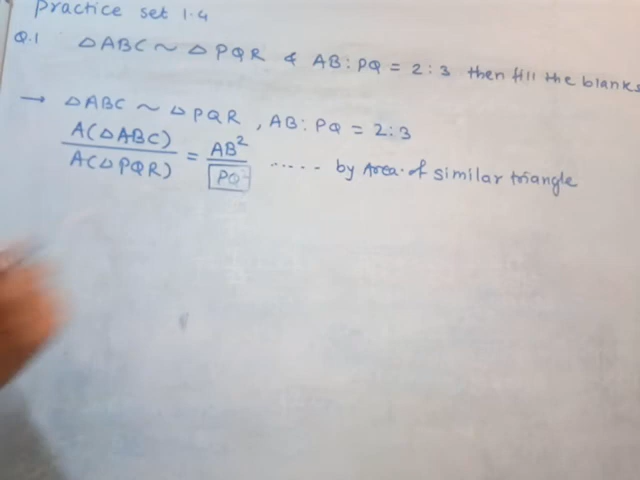 Practice set 1.4
Q.1 △ABC ~ △PQR & AB:PQ = 2:3 then fill the blanks
→ △ABC ~ △PQR , AB:PQ = 2:3
A(△ABC) / A(△PQR) = AB² / PQ² ..... by Area of similar triangle